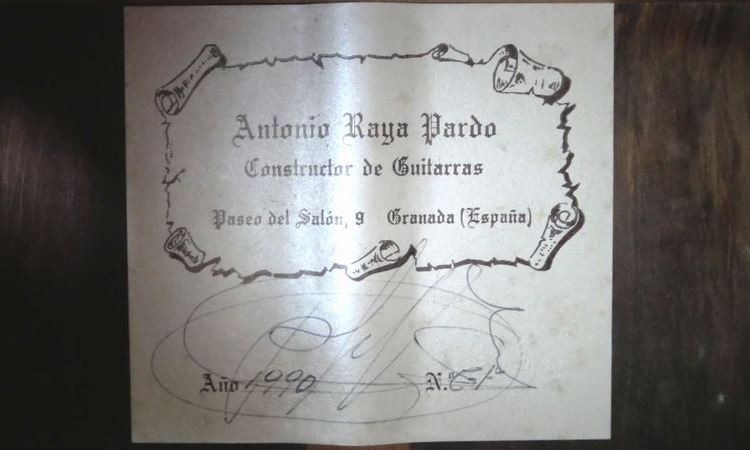 Antonio Raya Pardo
Constructor de Guitarras
Paseo del Salón, 9 Granada (España)
Año 1990 N.º